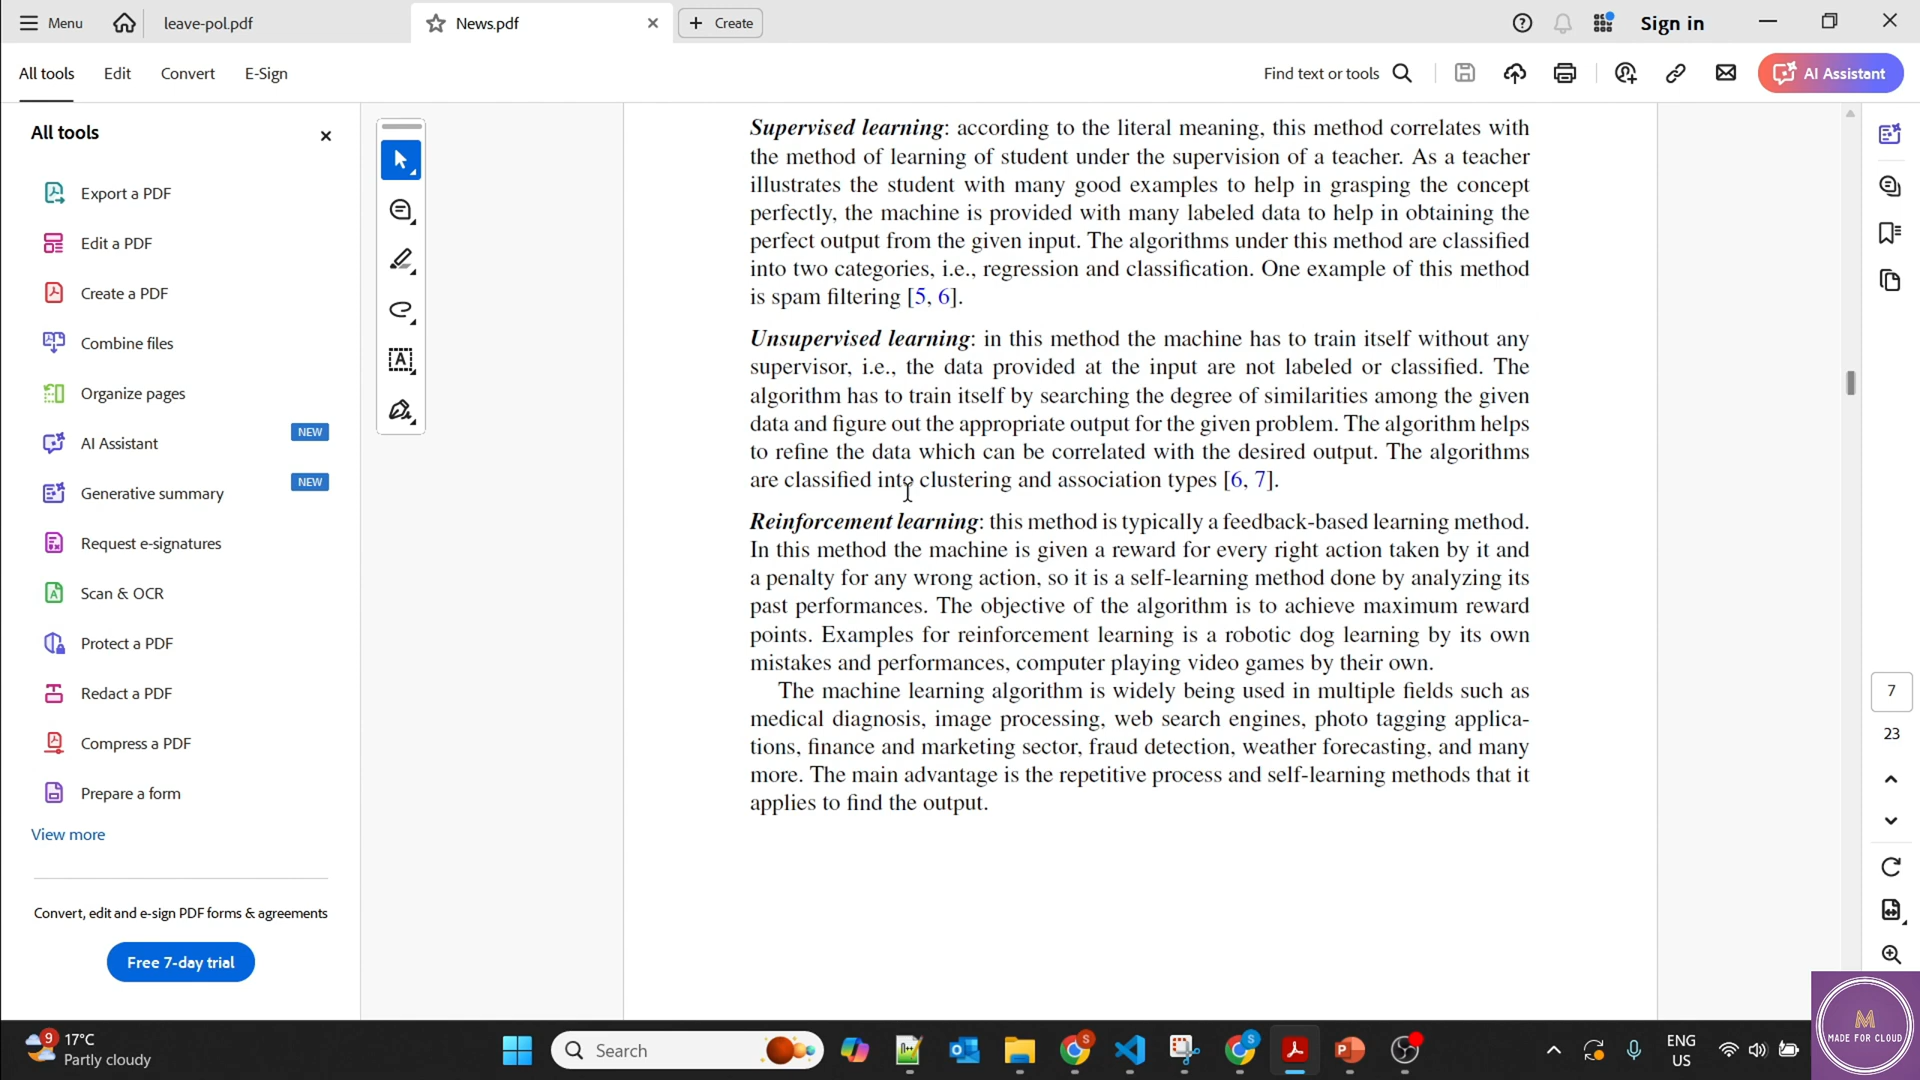 Menu
leave-pol.pdf
News.pdf
Create
Sign in
All tools
Edit
Convert
E-Sign
Find text or tools
AI Assistant
All tools
Export a PDF
Edit a PDF
Create a PDF
Combine files
Organize pages
AI Assistant
NEW
Generative summary
NEW
Request e-signatures
Scan & OCR
Protect a PDF
Redact a PDF
Compress a PDF
Prepare a form
View more
Convert, edit and e-sign PDF forms & agreements
Free 7-day trial
Supervised learning: according to the literal meaning, this method correlates with
the method of learning of student under the supervision of a teacher. As a teacher
illustrates the student with many good examples to help in grasping the concept
perfectly, the machine is provided with many labeled data to help in obtaining the
perfect output from the given input. The algorithms under this method are classified
into two categories, i.e., regression and classification. One example of this method
is spam filtering [5, 6].
Unsupervised learning: in this method the machine has to train itself without any
supervisor, i.e., the data provided at the input are not labeled or classified. The
algorithm has to train itself by searching the degree of similarities among the given
data and figure out the appropriate output for the given problem. The algorithm helps
to refine the data which can be correlated with the desired output. The algorithms
are classified into clustering and association types [6, 7].
Reinforcement learning: this method is typically a feedback-based learning method.
In this method the machine is given a reward for every right action taken by it and
a penalty for any wrong action, so it is a self-learning method done by analyzing its
past performances. The objective of the algorithm is to achieve maximum reward
points. Examples for reinforcement learning is a robotic dog learning by its own
mistakes and performances, computer playing video games by their own.
The machine learning algorithm is widely being used in multiple fields such as
medical diagnosis, image processing, web search engines, photo tagging applica-
tions, finance and marketing sector, fraud detection, weather forecasting, and many
more. The main advantage is the repetitive process and self-learning methods that it
applies to find the output.
7
23
9
17°C
Partly cloudy
Search
ENG
US
M
MADE FOR CLOUD